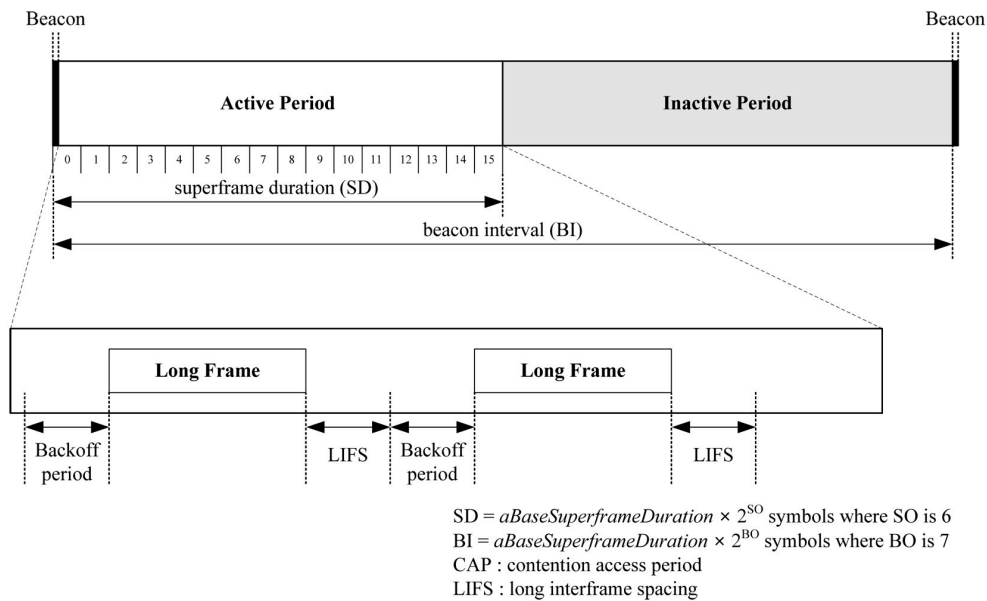 Beacon
Beacon
Active Period
Inactive Period
0 1 2 3 4 5 6 7 8 9 10 11 12 13 14 15
superframe duration (SD)
beacon interval (BI)
Long Frame
Long Frame
Backoff
period
LIFS
Backoff
period
LIFS
SD = aBaseSuperframeDuration × 2^SO symbols where SO is 6
BI = aBaseSuperframeDuration × 2^BO symbols where BO is 7
CAP : contention access period
LIFS : long interframe spacing